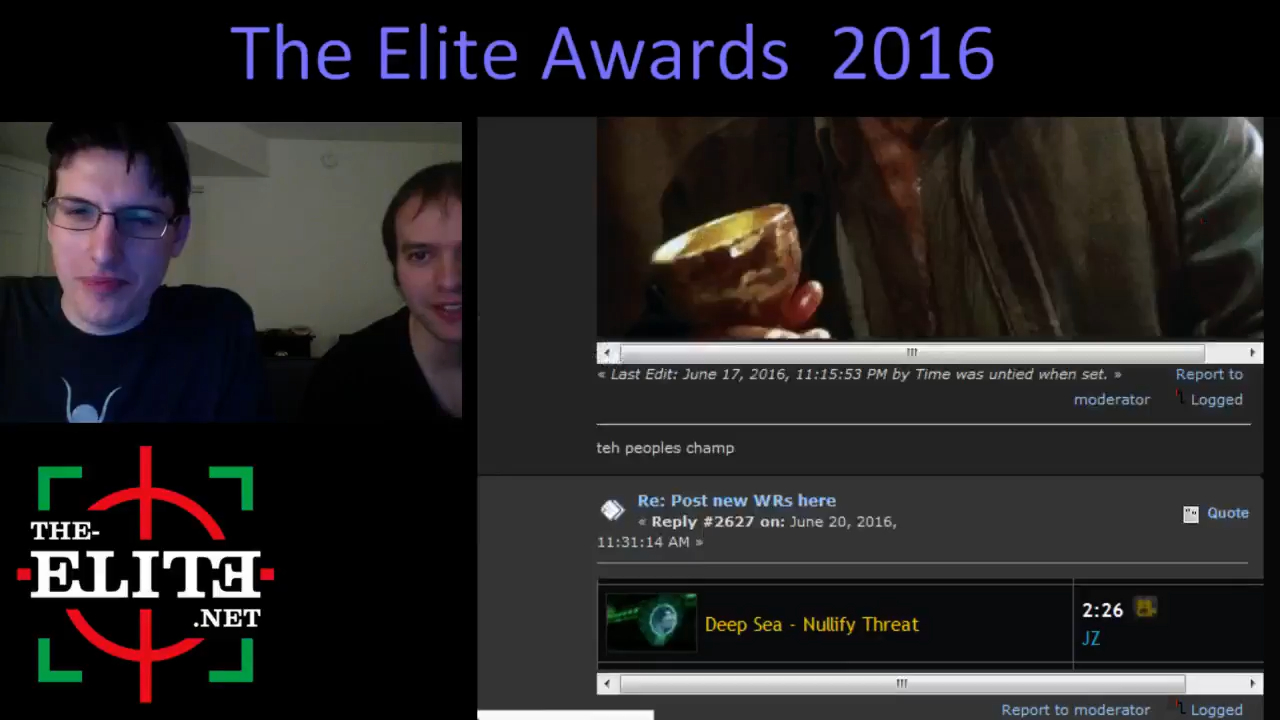 The Elite Awards 2016
« Last Edit: June 17, 2016, 11:15:53 PM by Time was untied when set. »
Report to
moderator
Logged
teh peoples champ
Re: Post new WRs here
« Reply #2627 on: June 20, 2016,
11:31:14 AM »
Quote
Deep Sea - Nullify Threat
2:26
JZ
Report to moderator
Logged
THE-
ELITE
.NET